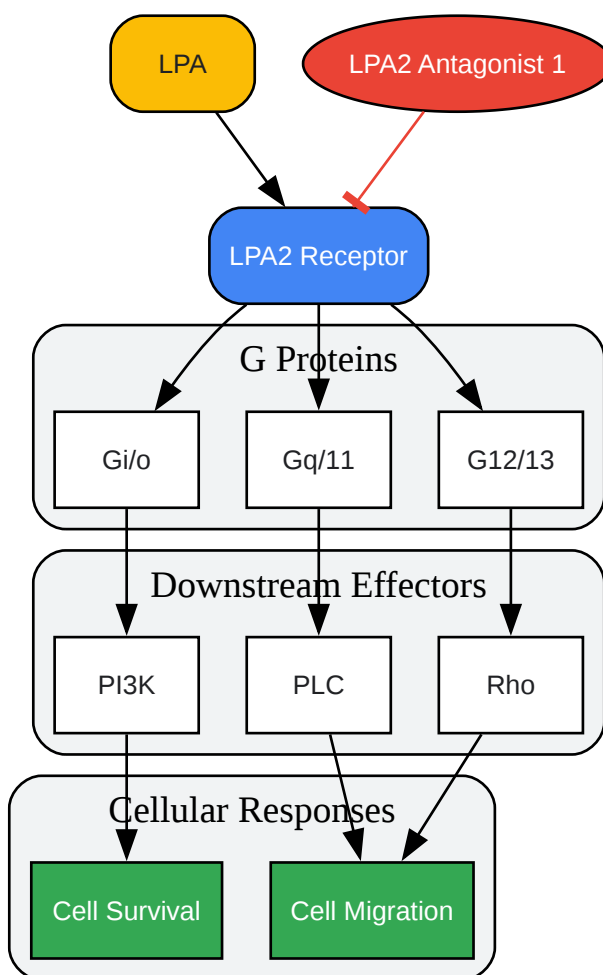 LPA
LPA2 Antagonist 1
LPA2 Receptor
G Proteins
Gi/o
Gq/11
G12/13
Downstream Effectors
PI3K
PLC
Rho
Cellular Responses
Cell Survival
Cell Migration